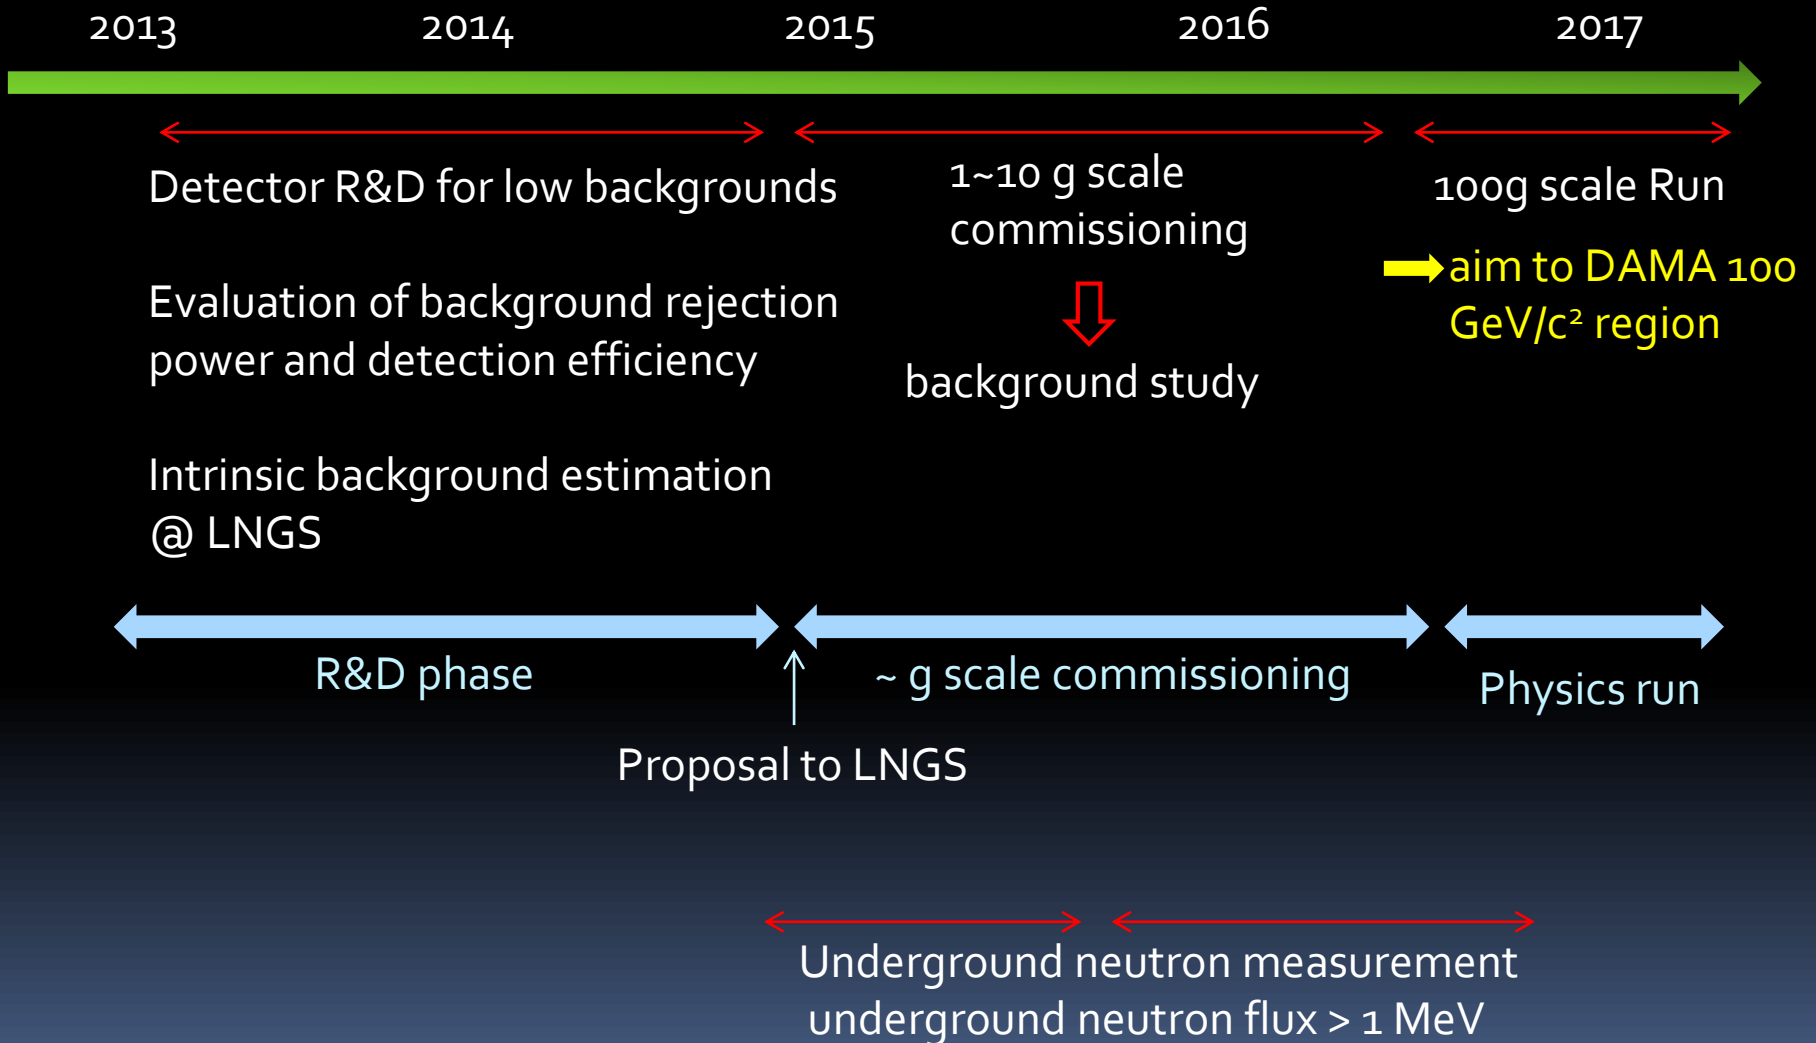 2013 2014 2015 2016 2017
Detector R&D for low backgrounds
Evaluation of background rejection
power and detection efficiency
Intrinsic background estimation
@ LNGS
1~10 g scale
commissioning
background study
100g scale Run
aim to DAMA 100
GeV/c² region
R&D phase
~ g scale commissioning
Physics run
Proposal to LNGS
Underground neutron measurement
underground neutron flux > 1 MeV